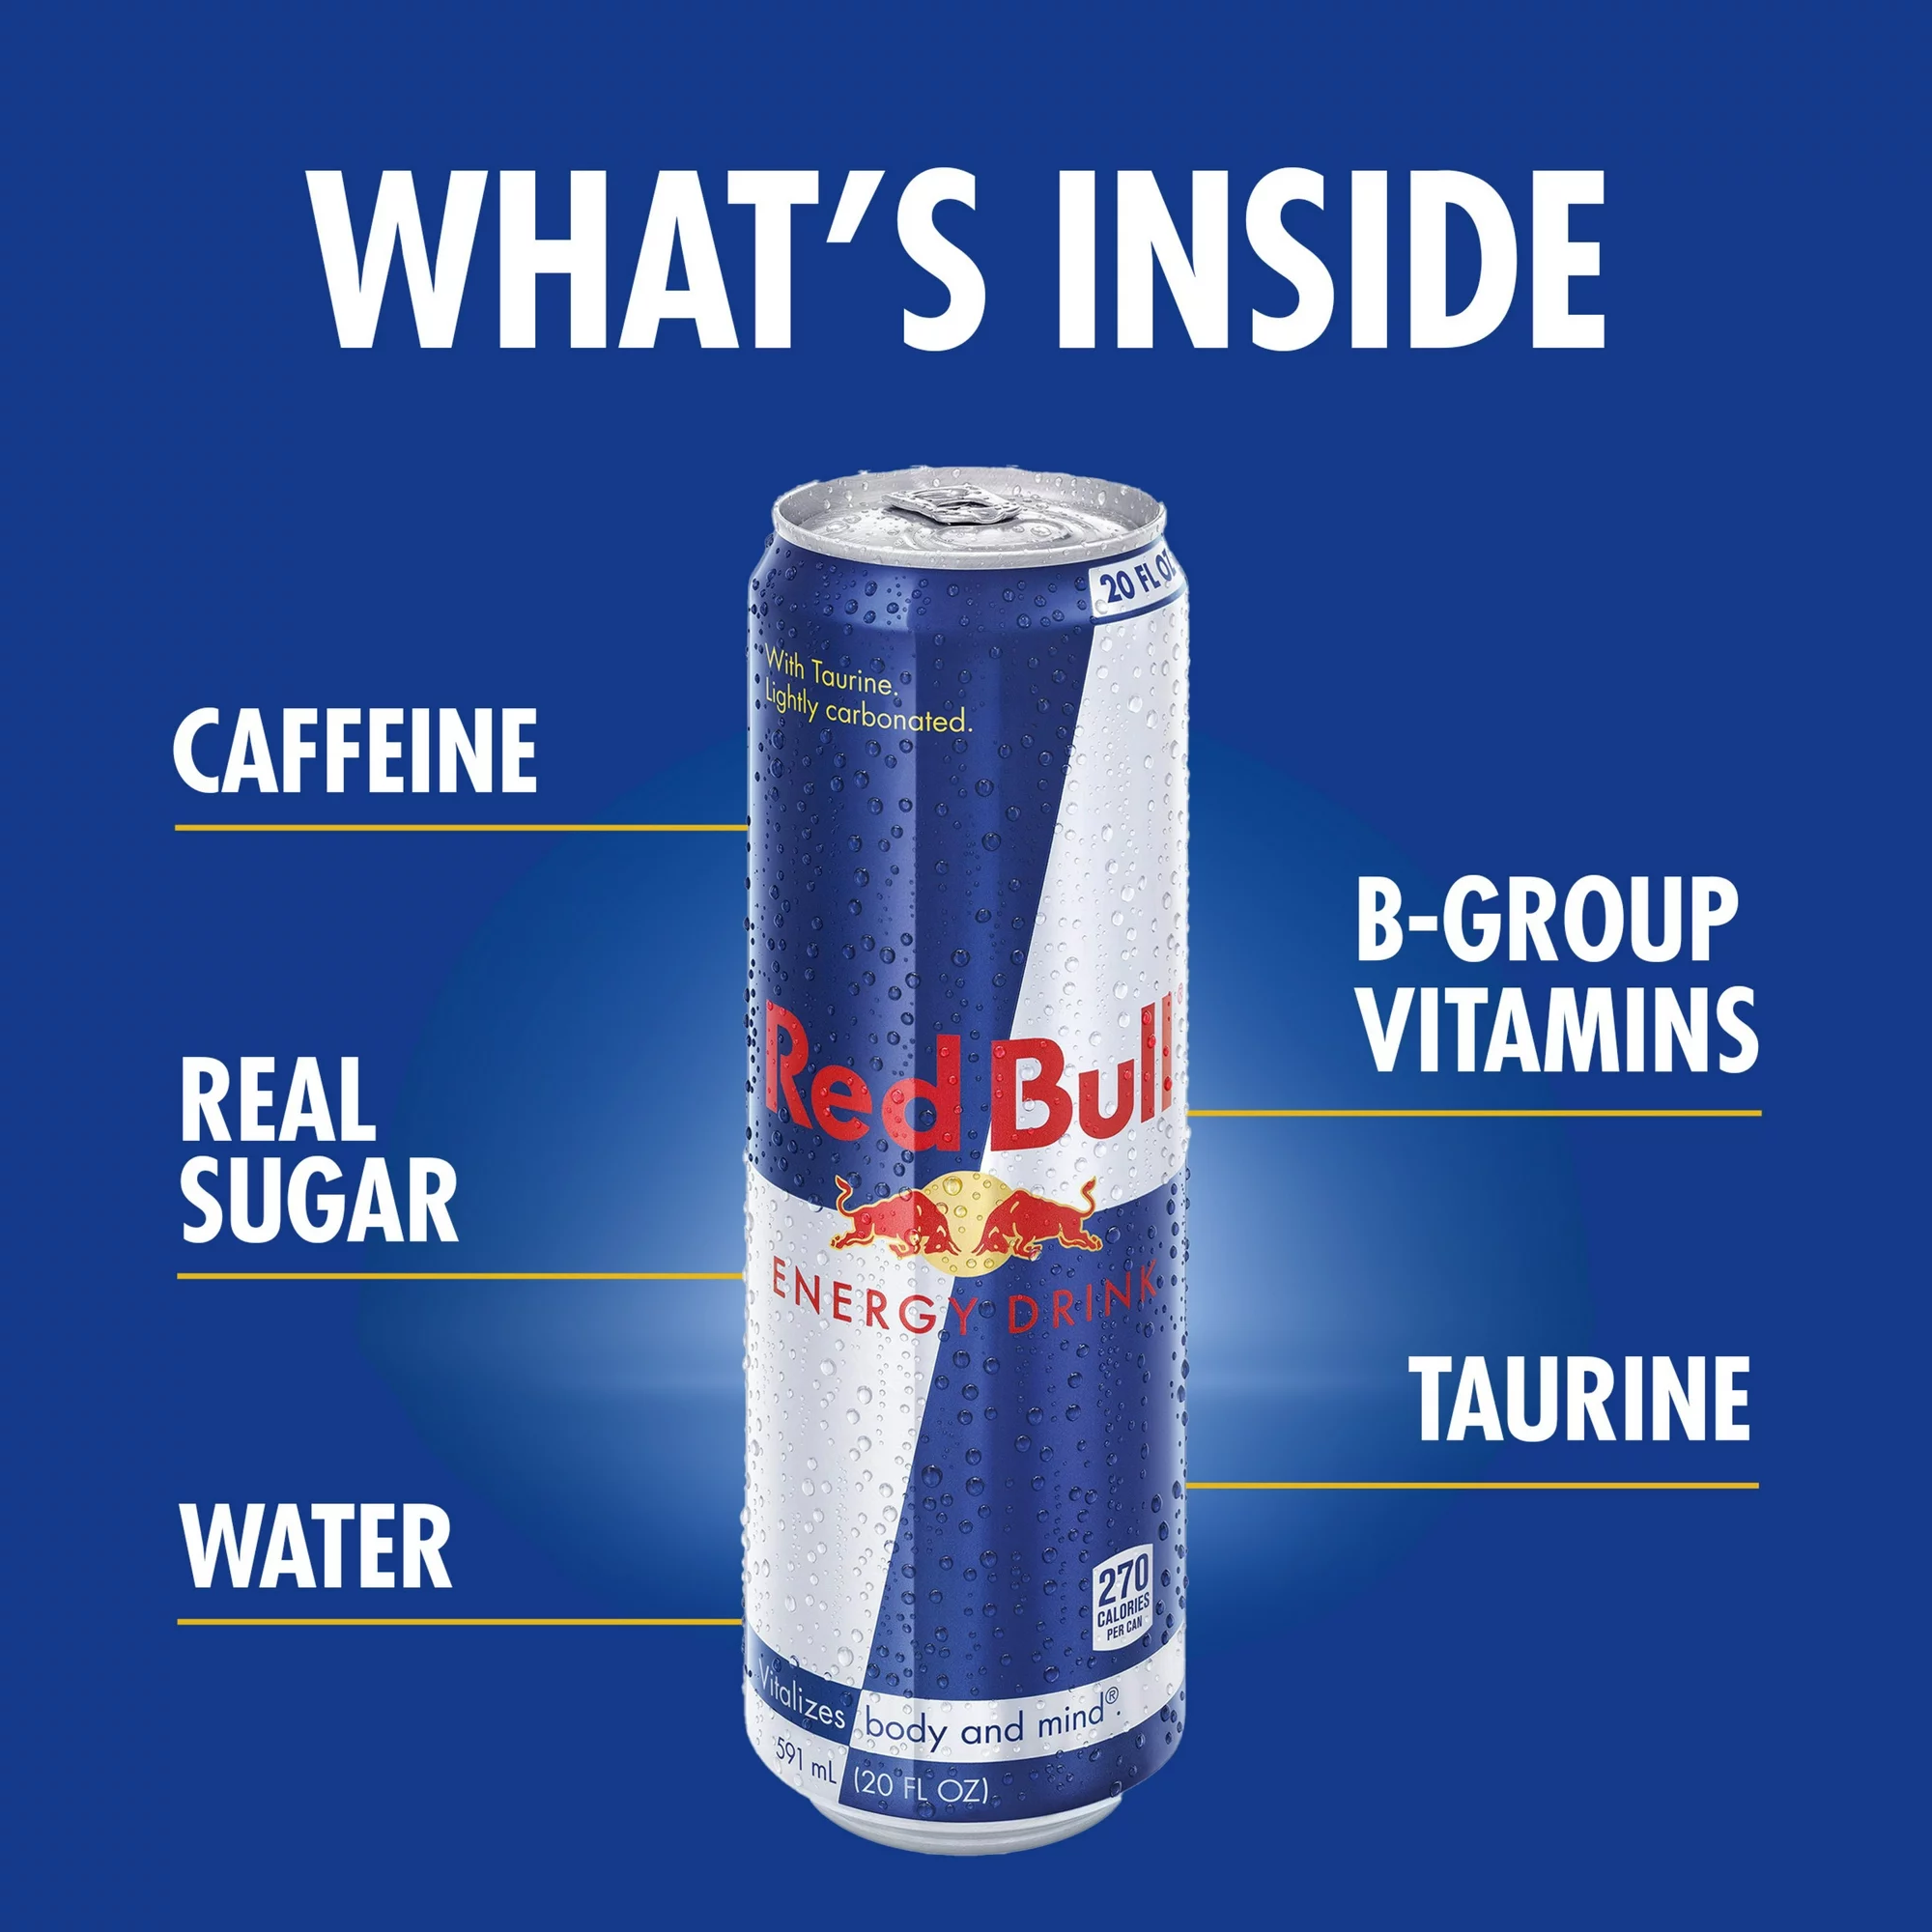 WHAT'S INSIDE
20 FL OZ
With Taurine.
Lightly carbonated.
CAFFEINE
B-GROUP
VITAMINS
Red Bull®
REAL
SUGAR
ENERGY DRINK
TAURINE
WATER
270
CALORIES
PER CAN
Vitalizes body and mind®.
591 mL (20 FL OZ)